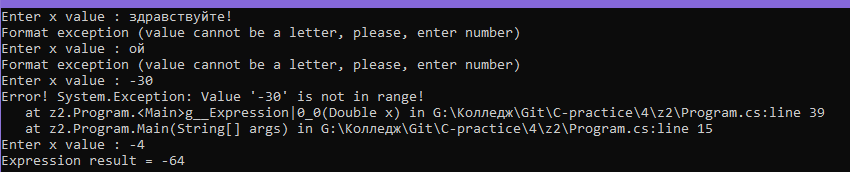 Enter x value : здравствуйте!
Format exception (value cannot be a letter, please, enter number)
Enter x value : ой
Format exception (value cannot be a letter, please, enter number)
Enter x value : -30
Error! System.Exception: Value '-30' is not in range!
   at z2.Program.<Main>g__Expression|0_0(Double x) in G:\Колледж\Git\C-practice\4\z2\Program.cs:line 39
   at z2.Program.Main(String[] args) in G:\Колледж\Git\C-practice\4\z2\Program.cs:line 15
Enter x value : -4
Expression result = -64